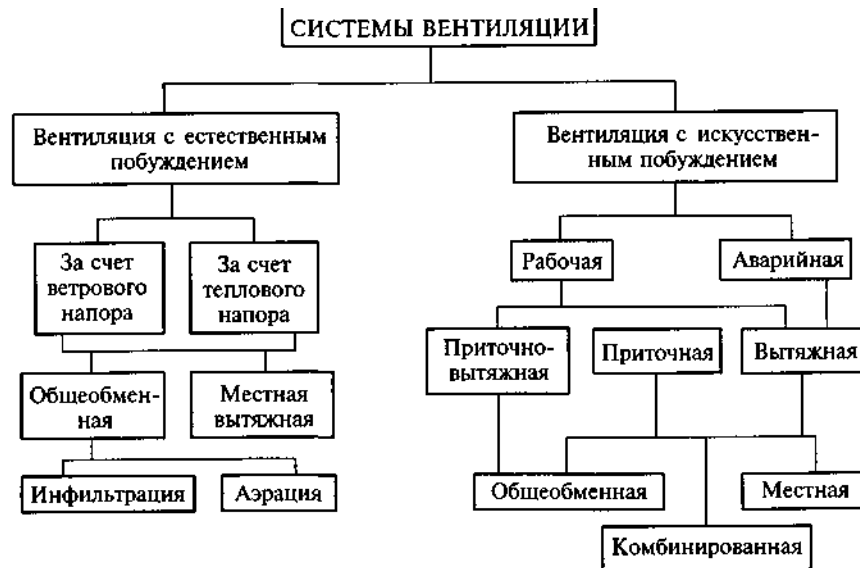 СИСТЕМЫ ВЕНТИЛЯЦИИ
Вентиляция с естественным
побуждением
Вентиляция с искусствен-
ным побуждением
За счет
ветрового
напора
За счет
теплового
напора
Рабочая
Аварийная
Приточно-
вытяжная
Приточная
Вытяжная
Общеобмен-
ная
Местная
вытяжная
Инфильтрация
Аэрация
Общеобменная
Местная
Комбинированная